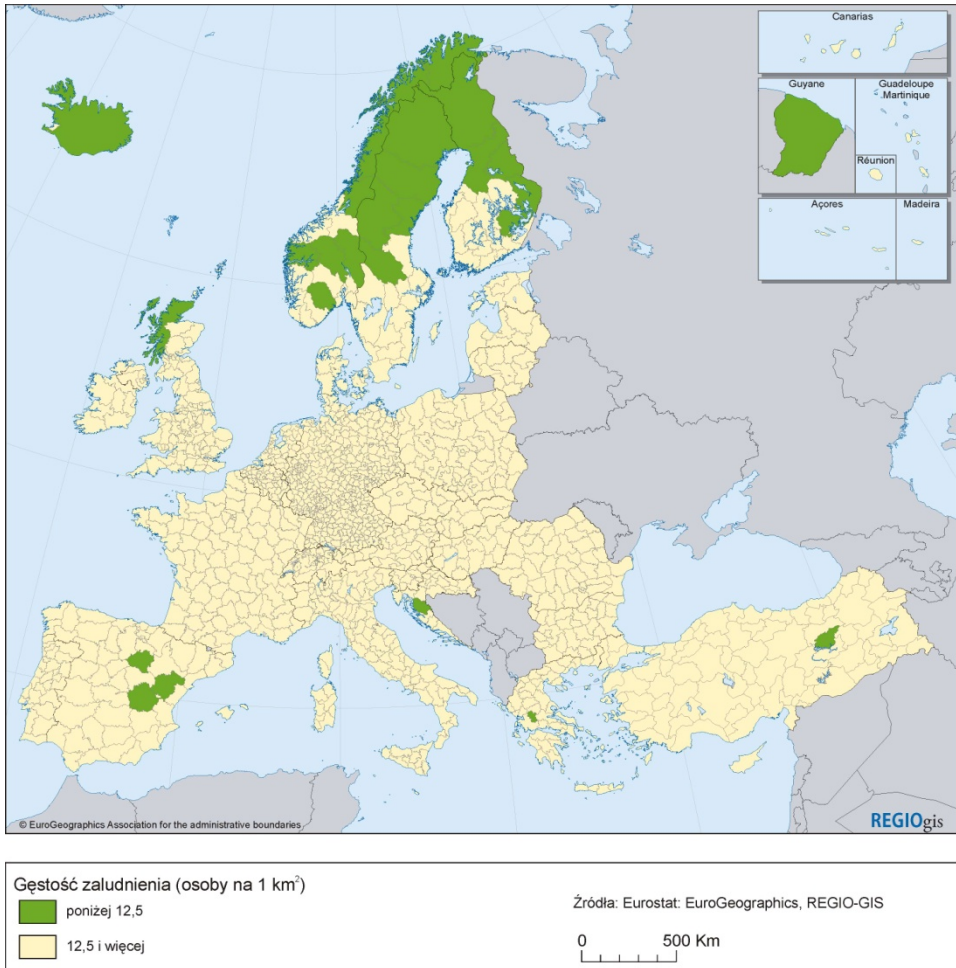 Canarias
Guyane
Guadeloupe
Martinique
Réunion
Açores
Madeira
© EuroGeographics Association for the administrative boundaries
REGIOgis
Gęstość zaludnienia (osoby na 1 km²)
poniżej 12,5
12,5 i więcej
Źródła: Eurostat: EuroGeographics, REGIO-GIS
0 500 Km